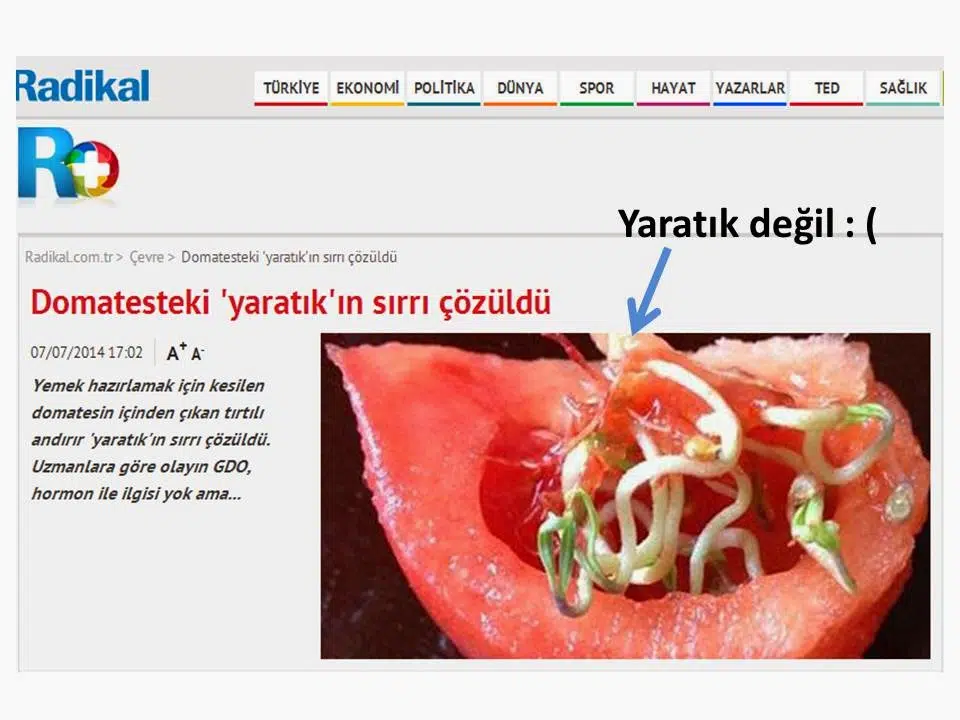 Radikal
TÜRKİYE EKONOMİ POLİTİKA DÜNYA SPOR HAYAT YAZARLAR TED SAĞLIK
R+
Yaratık değil : (
Radikal.com.tr > Çevre > Domatesteki 'yaratık'ın sırrı çözüldü
Domatesteki 'yaratık'ın sırrı çözüldü
07/07/2014 17:02 A+ A-
Yemek hazırlamak için kesilen
domatesin içinden çıkan tırtılı
andırır 'yaratık'ın sırrı çözüldü.
Uzmanlara göre olayın GDO,
hormon ile ilgisi yok ama...